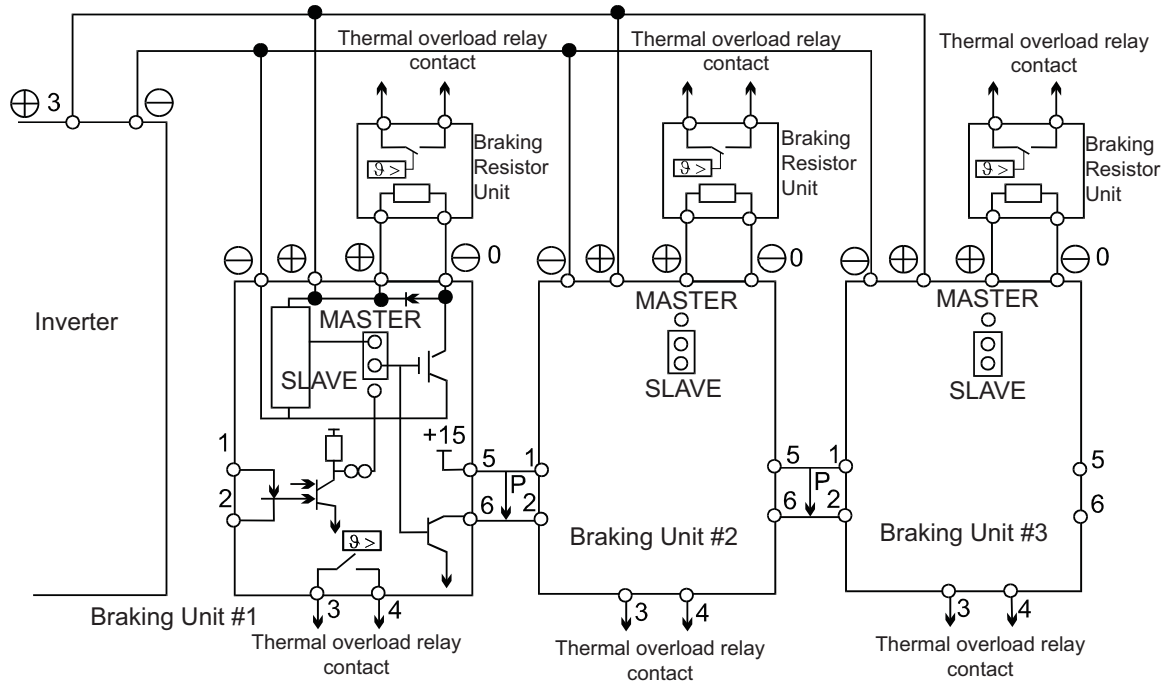 Thermal overload relay
contact
Thermal overload relay
contact
Thermal overload relay
contact
⊕ 3 ⊖
Braking
Resistor
Unit
ϑ >
Braking
Resistor
Unit
ϑ >
Braking
Resistor
Unit
ϑ >
⊖ ⊕ ⊕ ⊖ 0
⊖ ⊕ ⊕ ⊖ 0
⊖ ⊕ ⊕ ⊖ 0
Inverter
MASTER
SLAVE
MASTER
SLAVE
MASTER
SLAVE
+15
1
2
5
6
P
1
2
5
6
P
1
2
5
6
ϑ >
Braking Unit #2
Braking Unit #3
Braking Unit #1
3 4
3 4
3 4
Thermal overload relay
contact
Thermal overload relay
contact
Thermal overload relay
contact